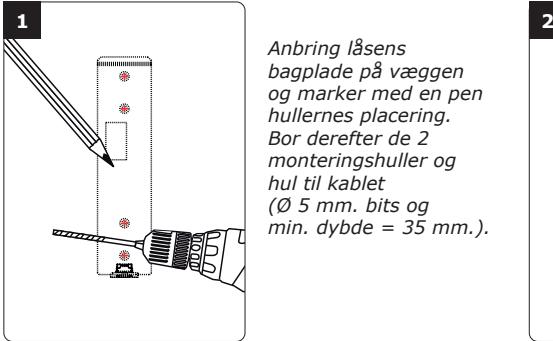 1
Anbring låsens
bagplade på væggen
og marker med en pen
hullernes placering.
Bor derefter de 2
monteringshuller og
hul til kablet
(Ø 5 mm. bits og
min. dybde = 35 mm.).
2